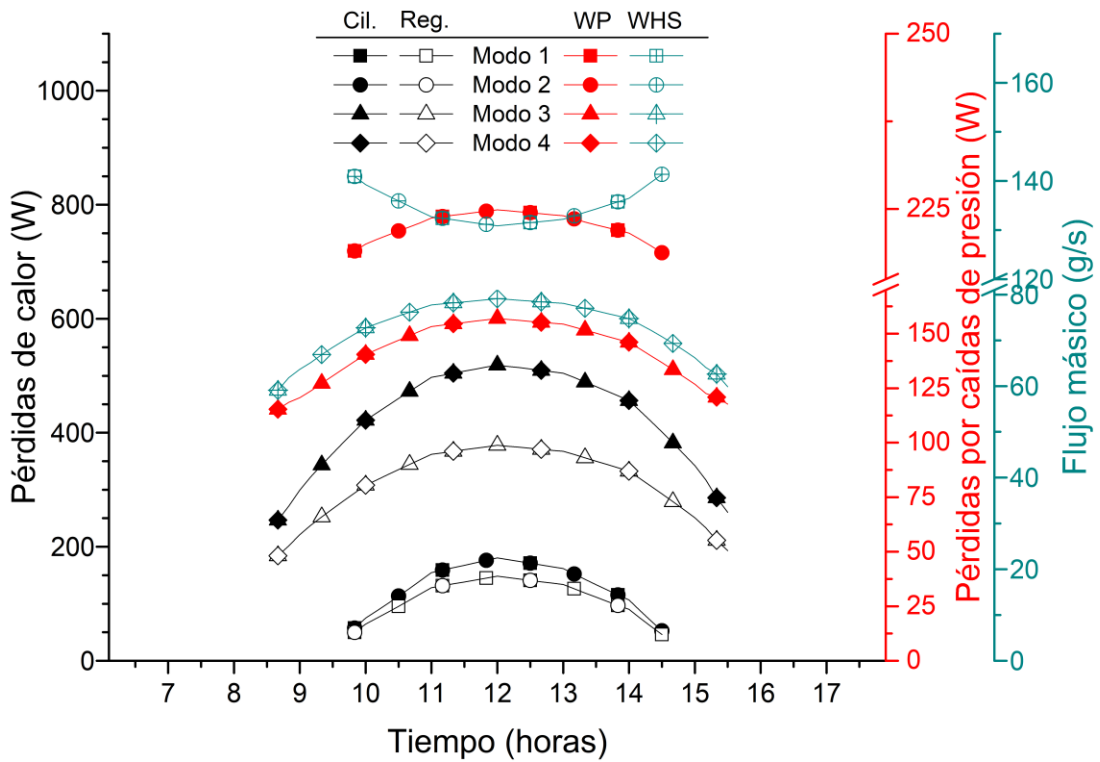 Cil. Reg. WP WHS
Modo 1
Modo 2
Modo 3
Modo 4
Pérdidas de calor (W)
0
200
400
600
800
1000
Tiempo (horas)
7 8 9 10 11 12 13 14 15 16 17
Pérdidas por caídas de presión (W)
250
225
150
125
100
75
50
25
0
Flujo másico (g/s)
160
140
120
80
60
40
20
0